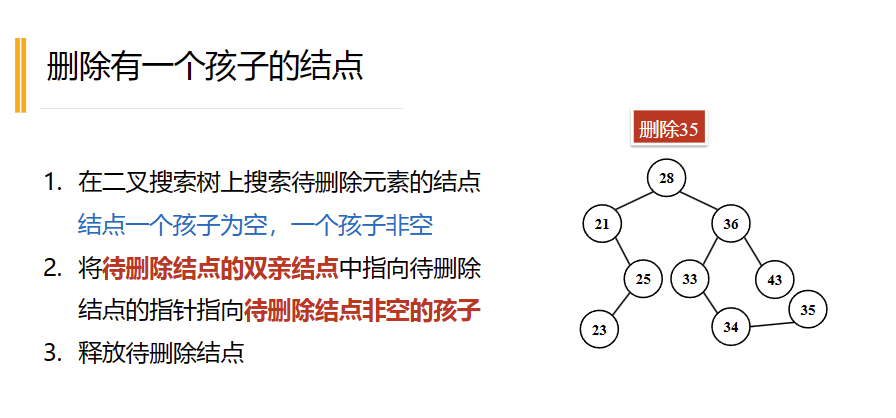 删除有一个孩子的结点
1. 在二叉搜索树上搜索待删除元素的结点
结点一个孩子为空，一个孩子非空
2. 将待删除结点的双亲结点中指向待删除
结点的指针指向待删除结点非空的孩子
3. 释放待删除结点
删除35
28
21
36
25
33
43
23
34
35